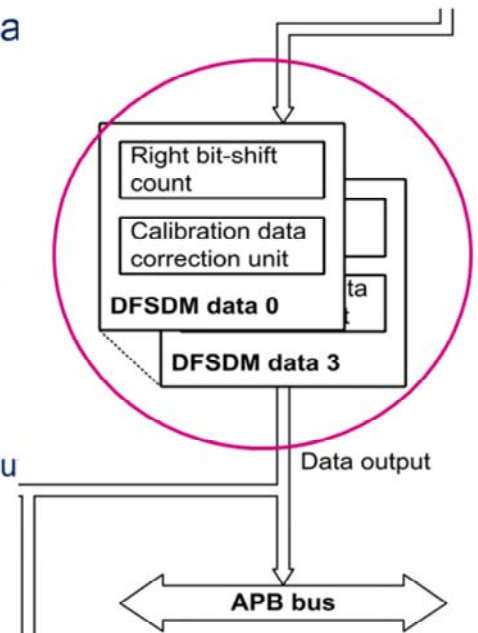 a
Right bit-shift
count
Calibration data
correction unit
ta
DFSDM data 0
DFSDM data 3
u
Data output
APB bus